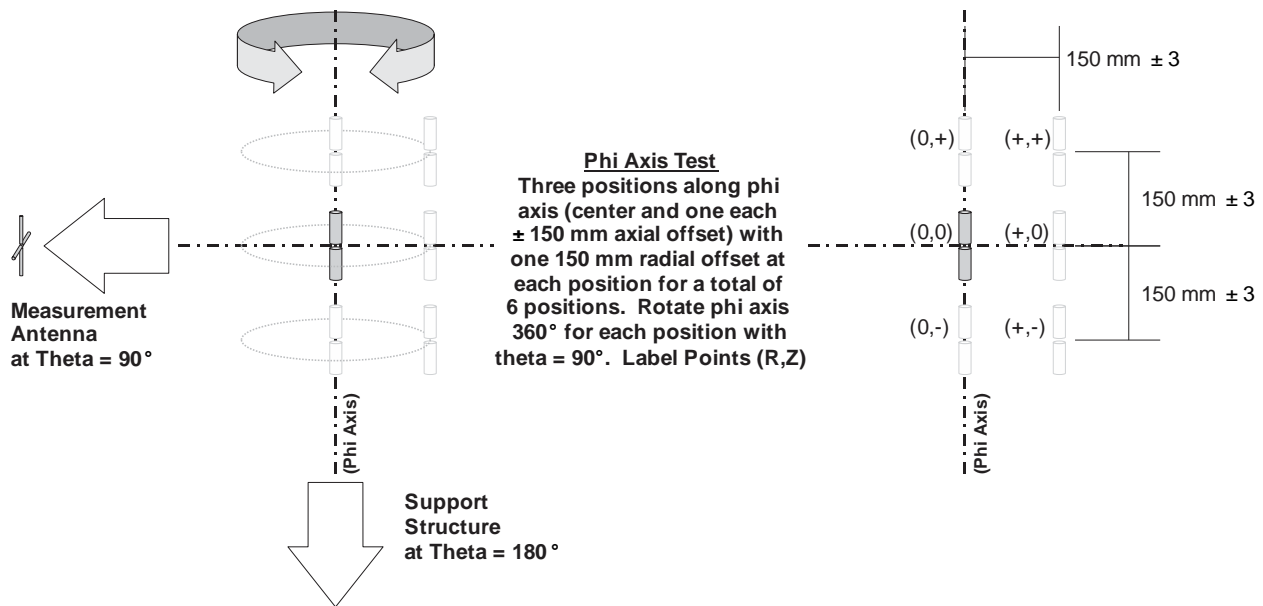 150 mm ± 3
(0,+)
(+,+)
Phi Axis Test
Three positions along phi
axis (center and one each
± 150 mm axial offset) with
one 150 mm radial offset at
each position for a total of
6 positions. Rotate phi axis
360° for each position with
theta = 90°. Label Points (R,Z)
150 mm ± 3
(0,0)
(+,0)
150 mm ± 3
(0,-)
(+,-)
Measurement
Antenna
at Theta = 90°
(Phi Axis)
(Phi Axis)
Support
Structure
at Theta = 180°